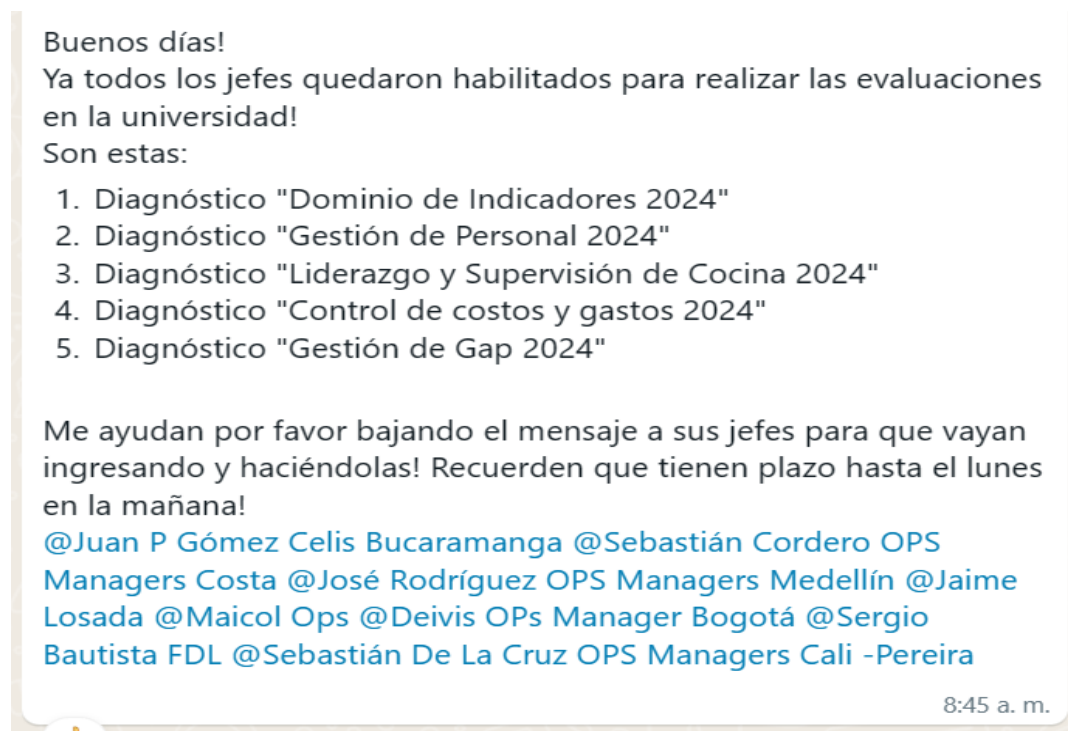 Buenos días!
Ya todos los jefes quedaron habilitados para realizar las evaluaciones
en la universidad!
Son estas:
1. Diagnóstico "Dominio de Indicadores 2024"
2. Diagnóstico "Gestión de Personal 2024"
3. Diagnóstico "Liderazgo y Supervisión de Cocina 2024"
4. Diagnóstico "Control de costos y gastos 2024"
5. Diagnóstico "Gestión de Gap 2024"
Me ayudan por favor bajando el mensaje a sus jefes para que vayan
ingresando y haciéndolas! Recuerden que tienen plazo hasta el lunes
en la mañana!
@Juan P Gómez Celis Bucaramanga @Sebastián Cordero OPS
Managers Costa @José Rodríguez OPS Managers Medellín @Jaime
Losada @Maicol Ops @Deivis OPs Manager Bogotá @Sergio
Bautista FDL @Sebastián De La Cruz OPS Managers Cali -Pereira
8:45 a. m.